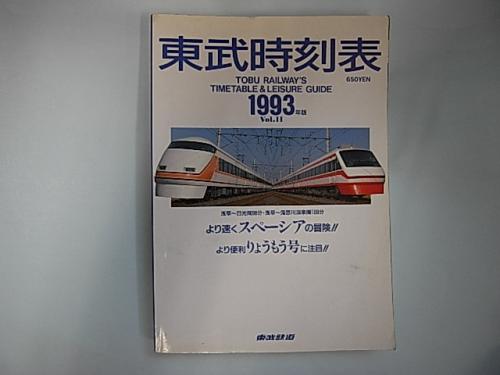 東武時刻表
650YEN
TOBU RAILWAY'S
TIMETABLE & LEISURE GUIDE
1993年版
Vol.11
より速くスペーシアの冒険!!
より便利りょうもう号に注目!!
東武鉄道